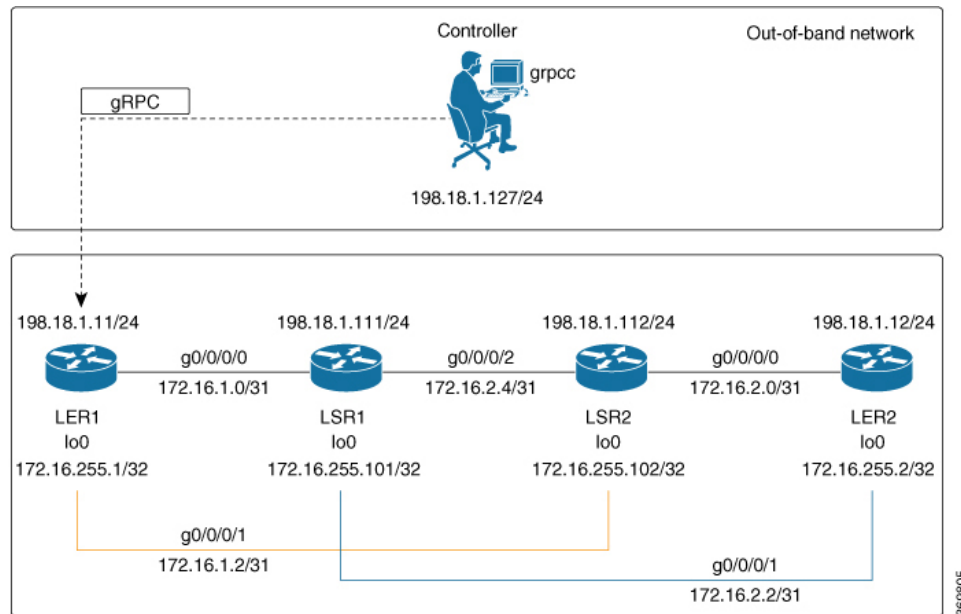 Controller
Out-of-band network
grpcc
gRPC
198.18.1.127/24
198.18.1.11/24
198.18.1.111/24
198.18.1.112/24
198.18.1.12/24
g0/0/0/0
g0/0/0/2
g0/0/0/0
172.16.1.0/31
172.16.2.4/31
172.16.2.0/31
LER1
LSR1
LSR2
LER2
lo0
lo0
lo0
lo0
172.16.255.1/32
172.16.255.101/32
172.16.255.102/32
172.16.255.2/32
g0/0/0/1
172.16.1.2/31
g0/0/0/1
172.16.2.2/31